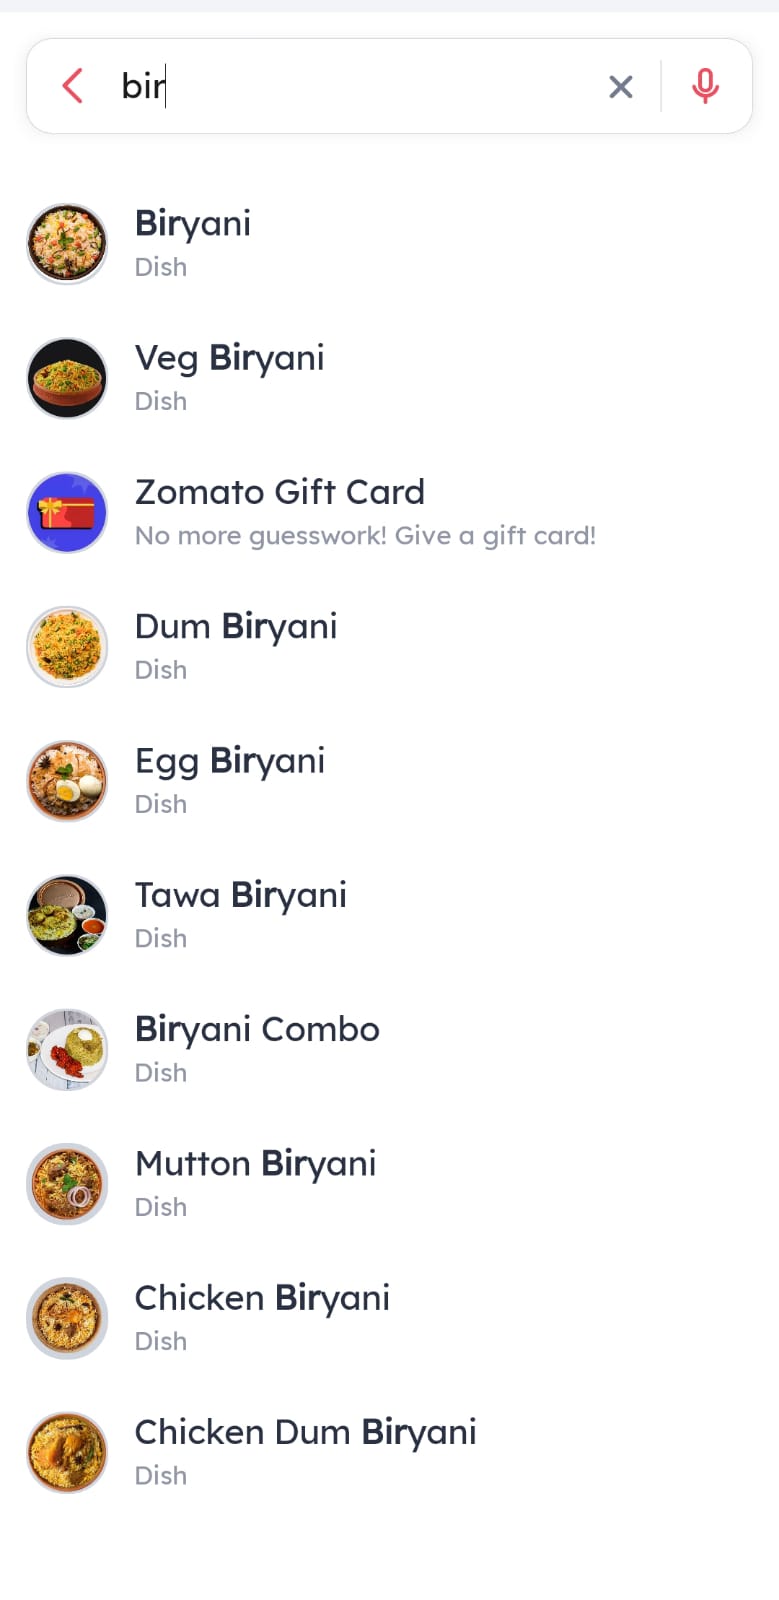 bir
Biryani
Dish
Veg Biryani
Dish
Zomato Gift Card
No more guesswork! Give a gift card!
Dum Biryani
Dish
Egg Biryani
Dish
Tawa Biryani
Dish
Biryani Combo
Dish
Mutton Biryani
Dish
Chicken Biryani
Dish
Chicken Dum Biryani
Dish